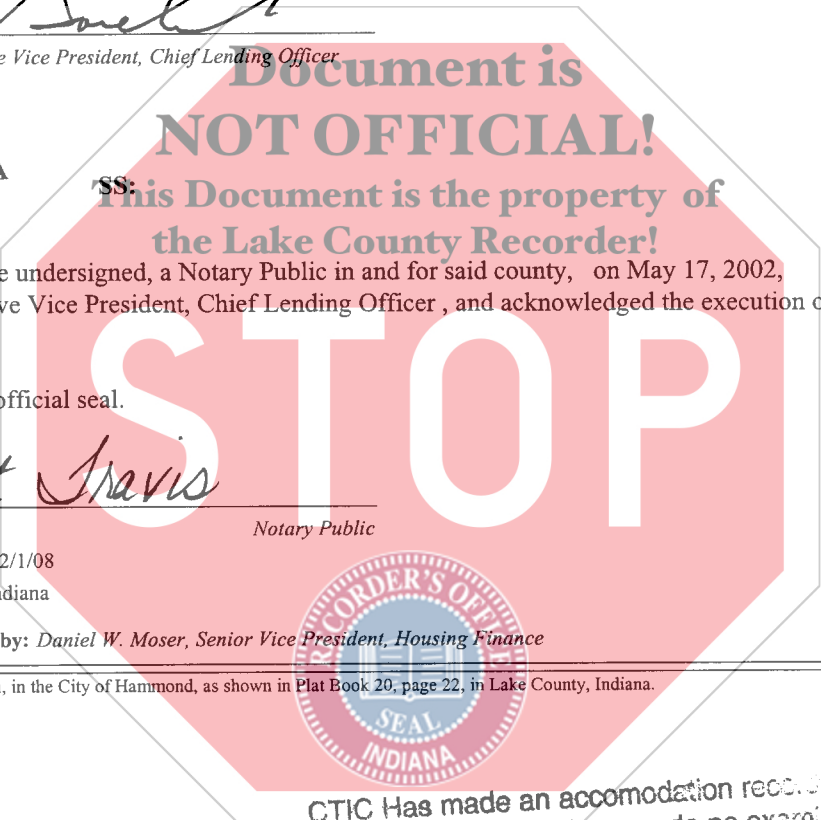 Vice President, Chief Lending Officer
Document is
NOT OFFICIAL!
SS:
This Document is the property of
the Lake County Recorder!
undersigned, a Notary Public in and for said county, on May 17, 2002,
Vice President, Chief Lending Officer , and acknowledged the execution
STOP
official seal.
Travis
Notary Public
2/1/08
ndiana
by: Daniel W. Moser, Senior Vice President, Housing Finance
, in the City of Hammond, as shown in Plat Book 20, page 22, in Lake County, Indiana.
RECORDER'S OFFICE
SEAL
INDIANA
CTIC Has made an accomodation